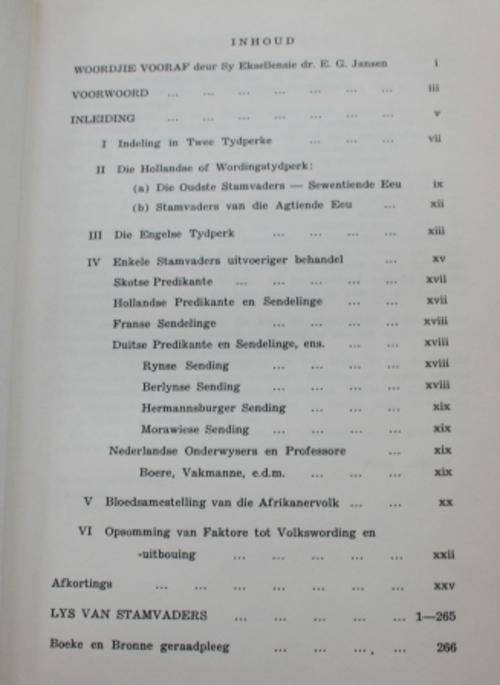 INHOUD
WOORDJIE VOORAF deur Sy Eksellensie dr. E. G. Jansen i
VOORWOORD ... ... ... ... ... ... ... iii
INLEIDING ... ... ... ... ... ... ... v
I Indeling in Twee Tydperke ... ... ... vii
II Die Hollandse of Wordingstydperk:
(a) Die Oudste Stamvaders — Sewentiende Eeu ix
(b) Stamvaders van die Agtiende Eeu ... xii
III Die Engelse Tydperk ... ... ... ... xiii
IV Enkele Stamvaders uitvoeriger behandel ... xv
Skotse Predikante ... ... ... ... ... xvii
Hollandse Predikante en Sendelinge ... ... xvii
Franse Sendelinge ... ... ... ... xviii
Duitse Predikante en Sendelinge, ens. ... ... xviii
Rynse Sending ... ... ... ... xviii
Berlynse Sending ... ... ... ... xviii
Hermannsburger Sending ... ... ... xix
Morawiese Sending ... ... ... ... xix
Nederlandse Onderwysers en Professore ... xix
Boere, Vakmanne, e.d.m. ... ... ... xix
V Bloedsamestelling van die Afrikanervolk ... ... xx
VI Opsomming van Faktore tot Volkswording en
-uitbouing ... ... ... ... ... xxii
Afkortings ... ... ... ... ... ... ... xxv
LYS VAN STAMVADERS ... ... ... ... ... 1—265
Boeke en Bronne geraadpleeg ... ... ... . ... 266